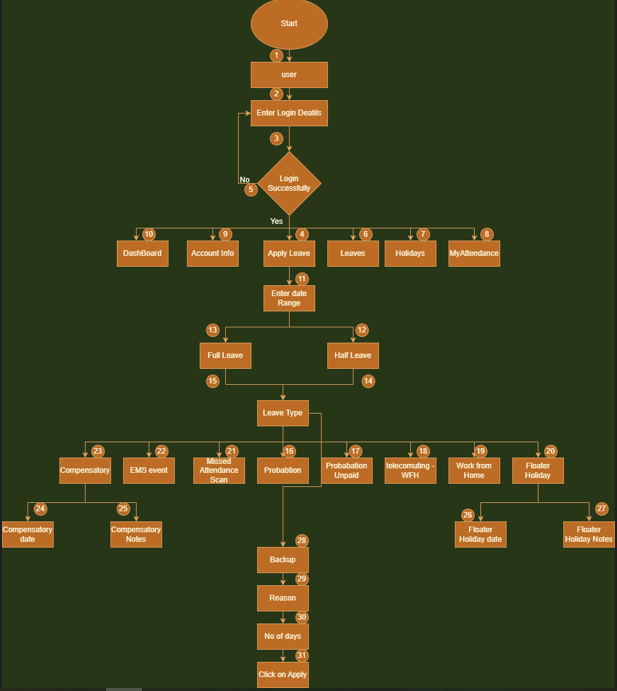 Start
1
user
2
Enter Login Deatils
3
No
5
Login
Successfully
Yes
10
9
4
6
7
8
DashBoard
Account Info
Apply Leave
Leaves
Holidays
MyAttendance
11
Enter date
Range
13
12
Full Leave
Half Leave
15
14
Leave Type
23
22
21
16
17
18
19
20
Compensatory
EMS event
Missed
Attendance
Scan
Probabtion
Probabation
Unpaid
telecomuting -
WFH
Work from
Home
Floater
Holiday
24
25
26
27
Compensatory
date
Compensatory
Notes
Floater
Holiday date
Floater
Holiday Notes
28
Backup
29
Reason
30
No of days
31
Click on Apply